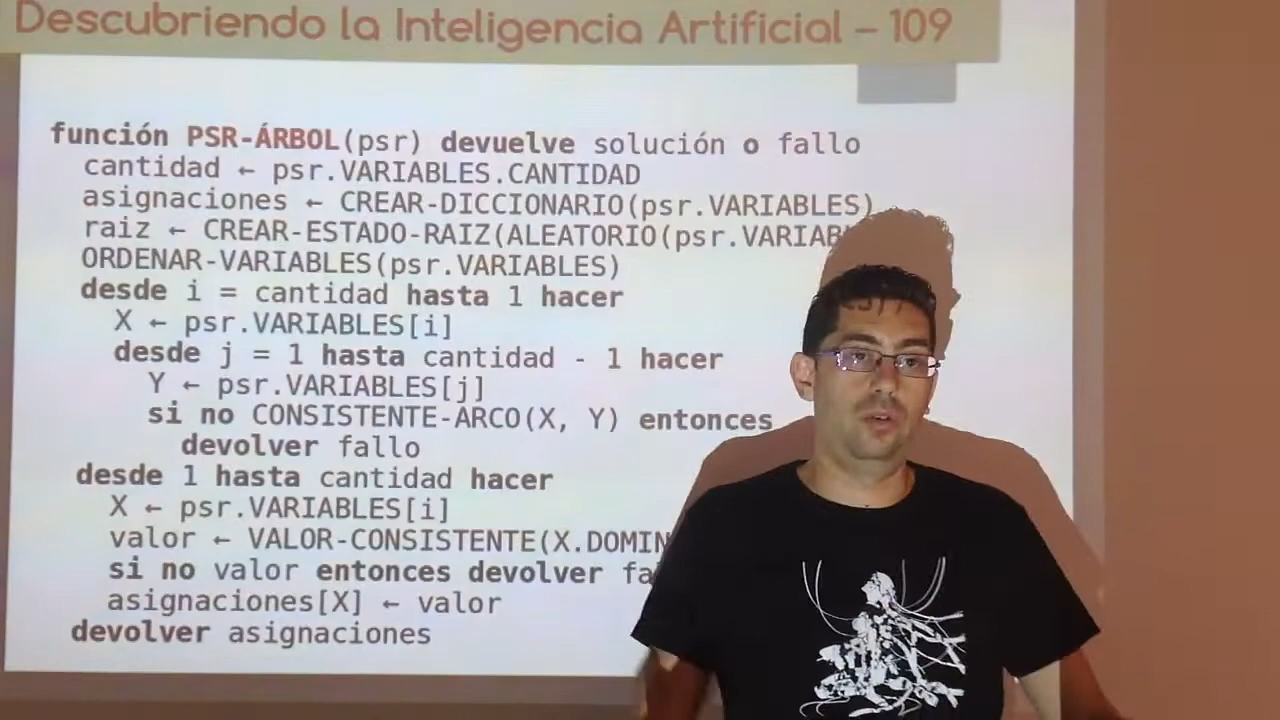 Descubriendo la Inteligencia Artificial – 109
función PSR-ÁRBOL(psr) devuelve solución o fallo
cantidad ← psr.VARIABLES.CANTIDAD
asignaciones ← CREAR-DICCIONARIO(psr.VARIABLES)
raiz ← CREAR-ESTADO-RAIZ(ALEATORIO(psr.VARIAB
ORDENAR-VARIABLES(psr.VARIABLES)
desde i = cantidad hasta 1 hacer
X ← psr.VARIABLES[i]
desde j = 1 hasta cantidad - 1 hacer
Y ← psr.VARIABLES[j]
si no CONSISTENTE-ARCO(X, Y) entonces
devolver fallo
desde 1 hasta cantidad hacer
X ← psr.VARIABLES[i]
valor ← VALOR-CONSISTENTE(X.DOMIN
si no valor entonces devolver fa
asignaciones[X] ← valor
devolver asignaciones